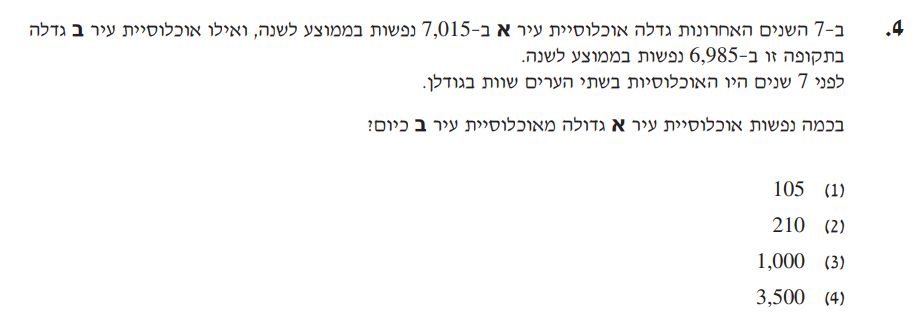 4. ב-7 השנים האחרונות גדלה אוכלוסיית עיר א ב-7,015 נפשות בממוצע לשנה, ואילו אוכלוסיית עיר ב גדלה
בתקופה זו ב-6,985 נפשות בממוצע לשנה.
לפני 7 שנים היו האוכלוסיות בשתי הערים שוות בגודלן.
בכמה נפשות אוכלוסיית עיר א גדולה מאוכלוסיית עיר ב כיום?
(1) 105
(2) 210
(3) 1,000
(4) 3,500